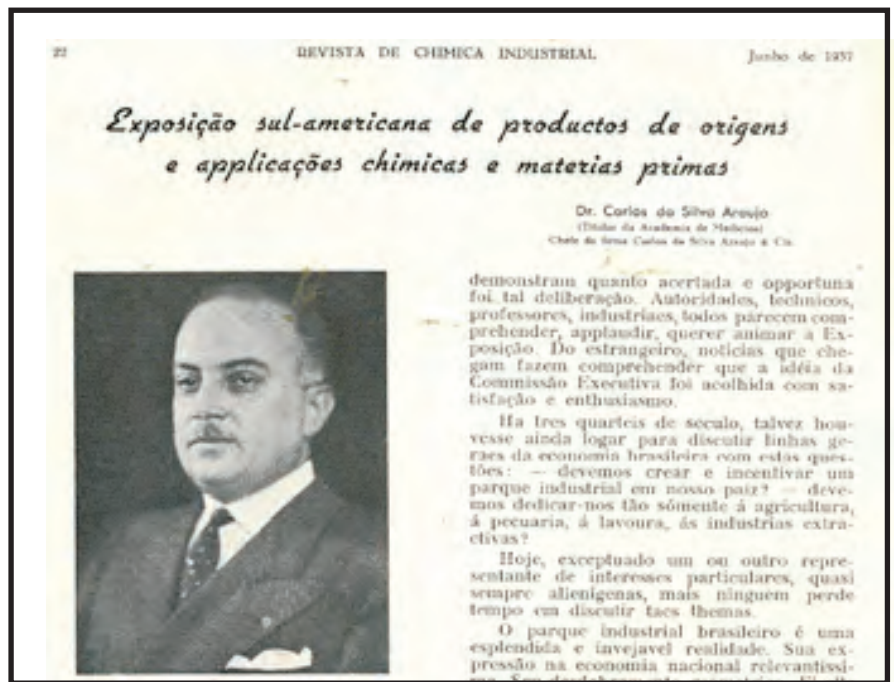 22 REVISTA DE CHIMICA INDUSTRIAL Junho de 1937
Exposição sul-americana de productos de origens
e applicações chimicas e materias primas
Dr. Carlos da Silva Araujo
(Titular da Academia de Medicina)
Chefe da firma Carlos da Silva Araujo & Cia.
demonstram quanto acertada e opportuna
foi tal deliberação. Autoridades, technicos,
professores, industriaes, todos parecem com-
prehender, applaudir, querer animar a Ex-
posição. Do estrangeiro, noticias que che-
gam fazem comprehender que a idéia da
Commissão Executiva foi acolhida com sa-
tisfação e enthusiasmo.
Ha tres quarteis de seculo, talvez hou-
vesse ainda logar para discutir linhas ge-
raes da economia brasileira com estas ques-
tões: — devemos crear e incentivar um
parque industrial em nosso paiz? — deve-
mos dedicar-nos tão sómente á agricultura,
á pecuaria, á lavoura, ás industrias extra-
ctivas?
Hoje, exceptuado um ou outro repre-
sentante de interesses particulares, quasi
sempre alienigenas, mais ninguem perde
tempo em discutir taes themas.
O parque industrial brasileiro é uma
esplendida e invejavel realidade. Sua ex-
pressão na economia nacional relevantissi-